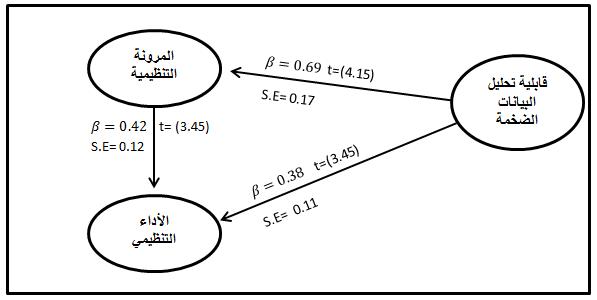 المرونة
التنظيمية
β = 0.69 t=(4.15)
S.E= 0.17
قابلية تحليل
البيانات
الضخمة
β = 0.42 t= (3.45)
S.E= 0.12
β = 0.38 t=(3.45)
S.E= 0.11
الأداء
التنظيمي